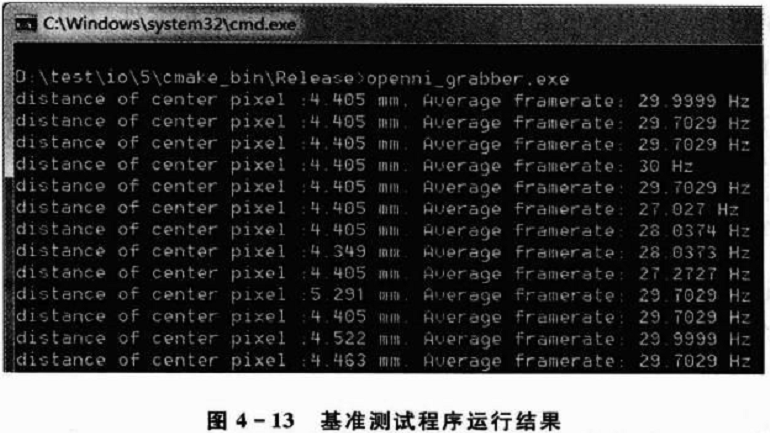 C:\Windows\system32\cmd.exe
D:\test\io\5\cmake_bin\Release>openni_grabber.exe
distance of center pixel :4.405 mm. Average framerate: 29.9999 Hz
distance of center pixel :4.405 mm. Average framerate: 29.7029 Hz
distance of center pixel :4.405 mm. Average framerate: 29.7029 Hz
distance of center pixel :4.405 mm. Average framerate: 30 Hz
distance of center pixel :4.405 mm. Average framerate: 29.7029 Hz
distance of center pixel :4.405 mm. Average framerate: 27.027 Hz
distance of center pixel :4.405 mm. Average framerate: 28.0374 Hz
distance of center pixel :4.349 mm. Average framerate: 28.0373 Hz
distance of center pixel :4.405 mm. Average framerate: 27.2727 Hz
distance of center pixel :5.291 mm. Average framerate: 29.7029 Hz
distance of center pixel :4.405 mm. Average framerate: 29.7029 Hz
distance of center pixel :4.522 mm. Average framerate: 29.9999 Hz
distance of center pixel :4.463 mm. Average framerate: 29.7029 Hz
图 4-13 基准测试程序运行结果